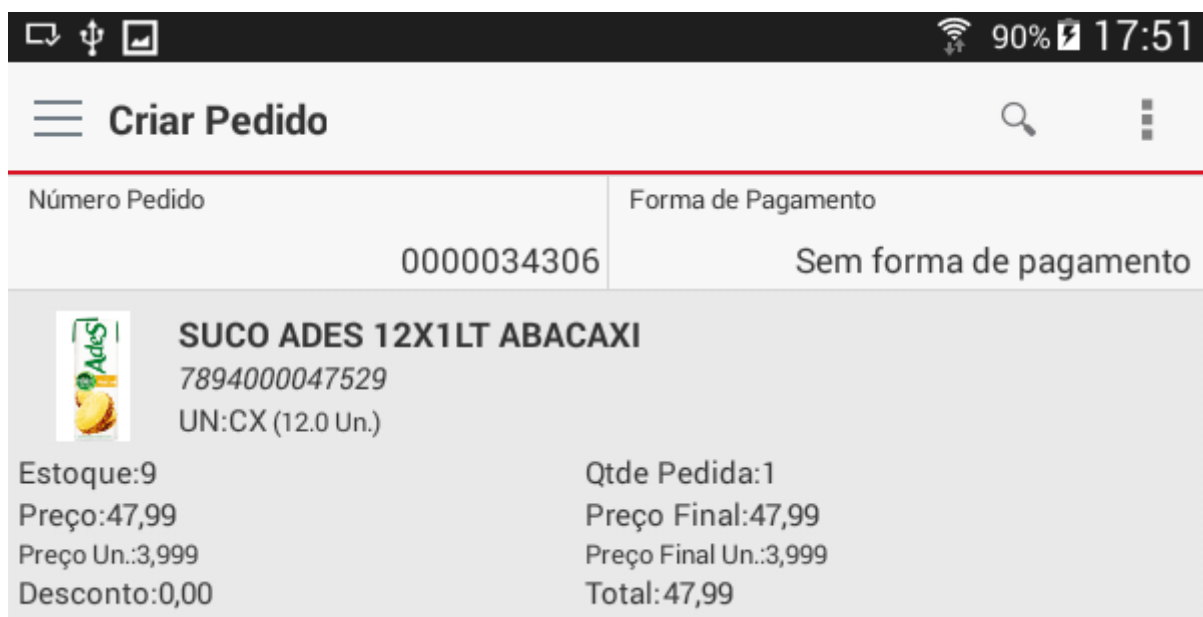 90% 17:51
Criar Pedido
Número Pedido
0000034306
Forma de Pagamento
Sem forma de pagamento
AdeS
SUCO ADES 12X1LT ABACAXI
7894000047529
UN:CX (12.0 Un.)
Estoque:9
Qtde Pedida:1
Preço:47,99
Preço Final:47,99
Preço Un.:3,999
Preço Final Un.:3,999
Desconto:0,00
Total:47,99